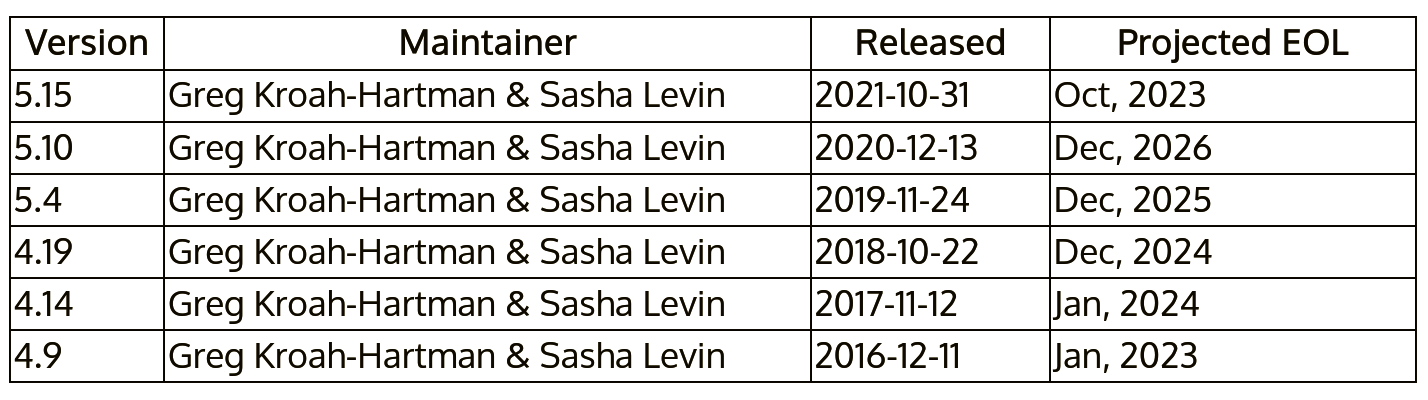 Version Maintainer Released Projected EOL
5.15 Greg Kroah-Hartman & Sasha Levin 2021-10-31 Oct, 2023
5.10 Greg Kroah-Hartman & Sasha Levin 2020-12-13 Dec, 2026
5.4 Greg Kroah-Hartman & Sasha Levin 2019-11-24 Dec, 2025
4.19 Greg Kroah-Hartman & Sasha Levin 2018-10-22 Dec, 2024
4.14 Greg Kroah-Hartman & Sasha Levin 2017-11-12 Jan, 2024
4.9 Greg Kroah-Hartman & Sasha Levin 2016-12-11 Jan, 2023